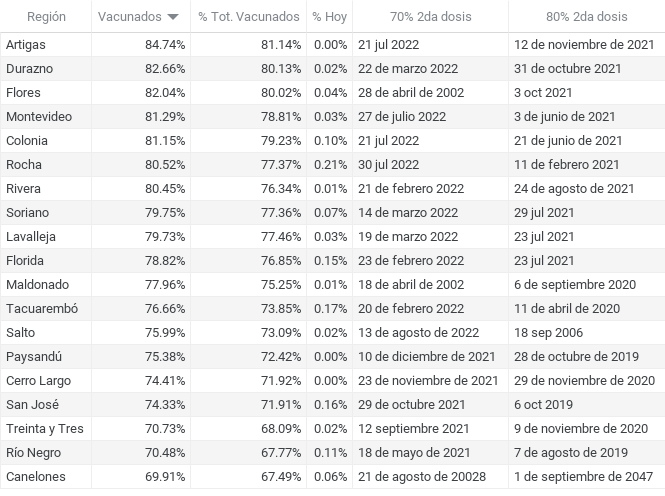 Región Vacunados % Tot. Vacunados % Hoy 70% 2da dosis 80% 2da dosis
Artigas 84.74% 81.14% 0.00% 21 jul 2022 12 de noviembre de 2021
Durazno 82.66% 80.13% 0.02% 22 de marzo 2022 31 de octubre 2021
Flores 82.04% 80.02% 0.04% 28 de abril de 2002 3 oct 2021
Montevideo 81.29% 78.81% 0.03% 27 de julio 2022 3 de junio de 2021
Colonia 81.15% 79.23% 0.10% 21 jul 2022 21 de junio de 2021
Rocha 80.52% 77.37% 0.21% 30 jul 2022 11 de febrero 2021
Rivera 80.45% 76.34% 0.01% 21 de febrero 2022 24 de agosto de 2021
Soriano 79.75% 77.36% 0.07% 14 de marzo 2022 29 jul 2021
Lavalleja 79.73% 77.46% 0.03% 19 de marzo 2022 23 jul 2021
Florida 78.82% 76.85% 0.15% 23 de febrero 2022 23 jul 2021
Maldonado 77.96% 75.25% 0.01% 18 de abril de 2002 6 de septiembre 2020
Tacuarembó 76.66% 73.85% 0.17% 20 de febrero 2022 11 de abril de 2020
Salto 75.99% 73.09% 0.02% 13 de agosto de 2022 18 sep 2006
Paysandú 75.38% 72.42% 0.00% 10 de diciembre de 2021 28 de octubre de 2019
Cerro Largo 74.41% 71.92% 0.00% 23 de noviembre de 2021 29 de noviembre de 2020
San José 74.33% 71.91% 0.16% 29 de octubre 2021 6 oct 2019
Treinta y Tres 70.73% 68.09% 0.02% 12 septiembre 2021 9 de noviembre de 2020
Río Negro 70.48% 67.77% 0.11% 18 de mayo de 2021 7 de agosto de 2019
Canelones 69.91% 67.49% 0.06% 21 de agosto de 20028 1 de septiembre de 2047